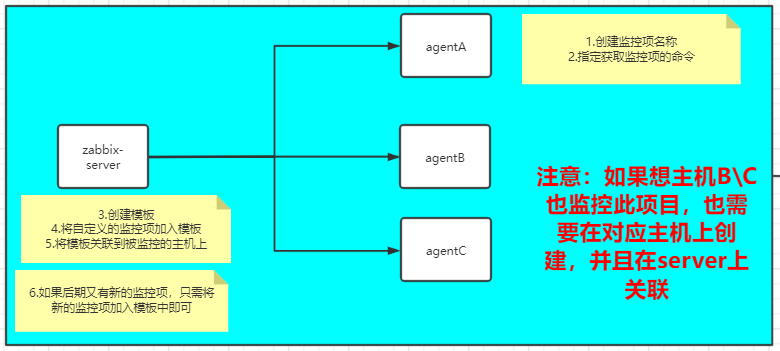 agentA
1.创建监控项名称
2.指定获取监控项的命令
zabbix-
server
agentB
agentC
3.创建模板
4.将自定义的监控项加入模板
5.将模板关联到被监控的主机上
6.如果后期又有新的监控项，只需将
新的监控项加入模板中即可
注意：如果想主机B\C
也监控此项目，也需
要在对应主机上创
建，并且在server上
关联